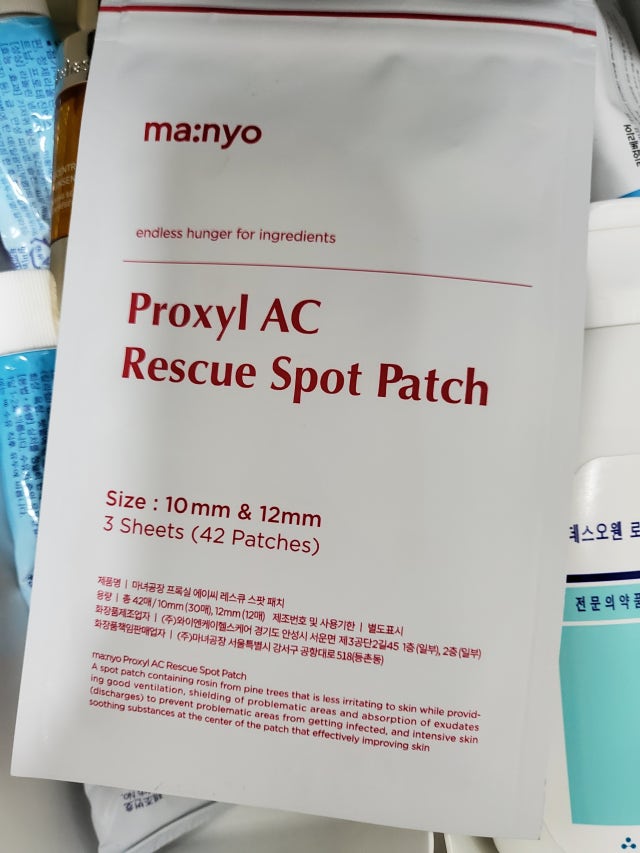 ma:nyo
endless hunger for ingredients
Proxyl AC
Rescue Spot Patch
Size : 10mm & 12mm
3 Sheets (42 Patches)
제품명 | 마녀공장 프록실 에이씨 레스큐 스팟 패치
용량 | 총 42매 / 10mm (30매), 12mm (12매) 제조번호 및 사용기한 | 별도표시
화장품제조업자 | (주)와이엔케이헬스케어 경기도 안성시 서운면 제3공단2길45 1층(일부), 2층(일부)
화장품책임판매업자 | (주)마녀공장 서울특별시 강서구 공항대로 518(등촌동)
ma:nyo Proxyl AC Rescue Spot Patch
A spot patch containing rosin from pine trees that is less irritating to skin while provid-
ing good ventilation, shielding of problematic areas and absorption of exudates
(discharges) to prevent problematic areas from getting infected, and intensive skin
soothing substances at the center of the patch that effectively improving skin
테스오웬 로
전문의약품
제조번호